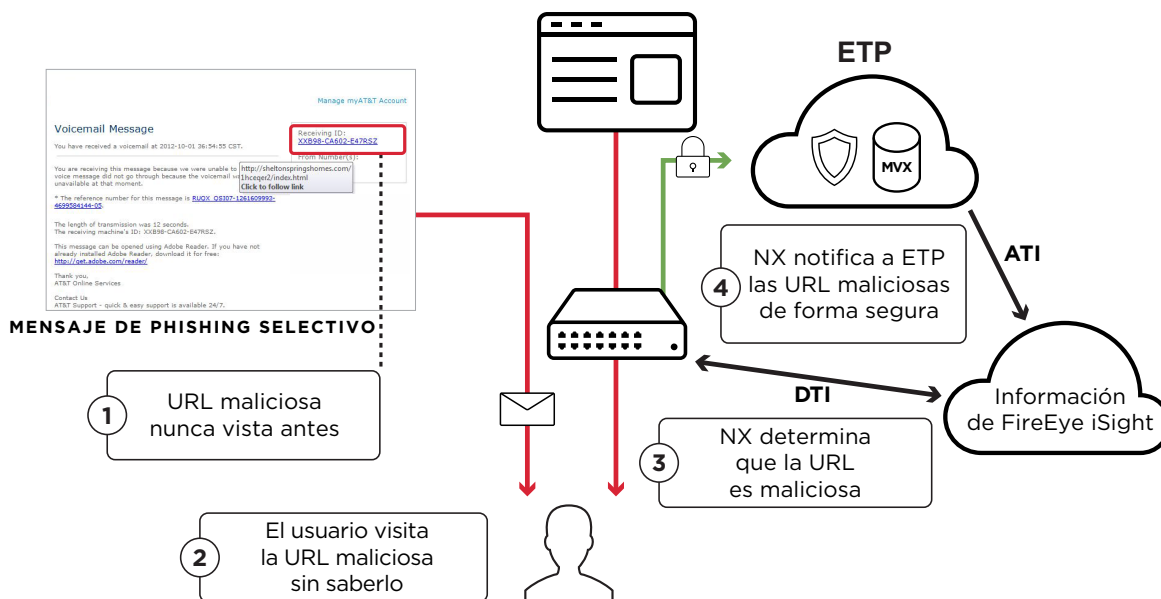 Manage myAT&T Account
Voicemail Message
You have received a voicemail at 2012-10-01 36:54:55 CST.
Receiving ID:
XXB98-CA602-E47RSZ
From Number(s):
You are receiving this message because we were unable to
voice message did not go through because the voicemail
unavailable at that moment.
http://sheltonspringshomes.com/
1hceqer2/index.html
Click to follow link
* The reference number for this message is RUQX_QSI07-1261609993-
4699584144-05.
The length of transmission was 12 seconds.
The receiving machine's ID: XXB98-CA602-E47RSZ.
This message can be opened using Adobe Reader. If you have not
already installed Adobe Reader, download it for free:
http://get.adobe.com/reader/
Thank you,
AT&T Online Services
Contact Us
AT&T Support - quick & easy support is available 24/7.
MENSAJE DE PHISHING SELECTIVO
1
URL maliciosa
nunca vista antes
2
El usuario visita
la URL maliciosa
sin saberlo
3
NX determina
que la URL
es maliciosa
4
NX notifica a ETP
las URL maliciosas
de forma segura
ETP
MVX
ATI
DTI
Información
de FireEye iSight